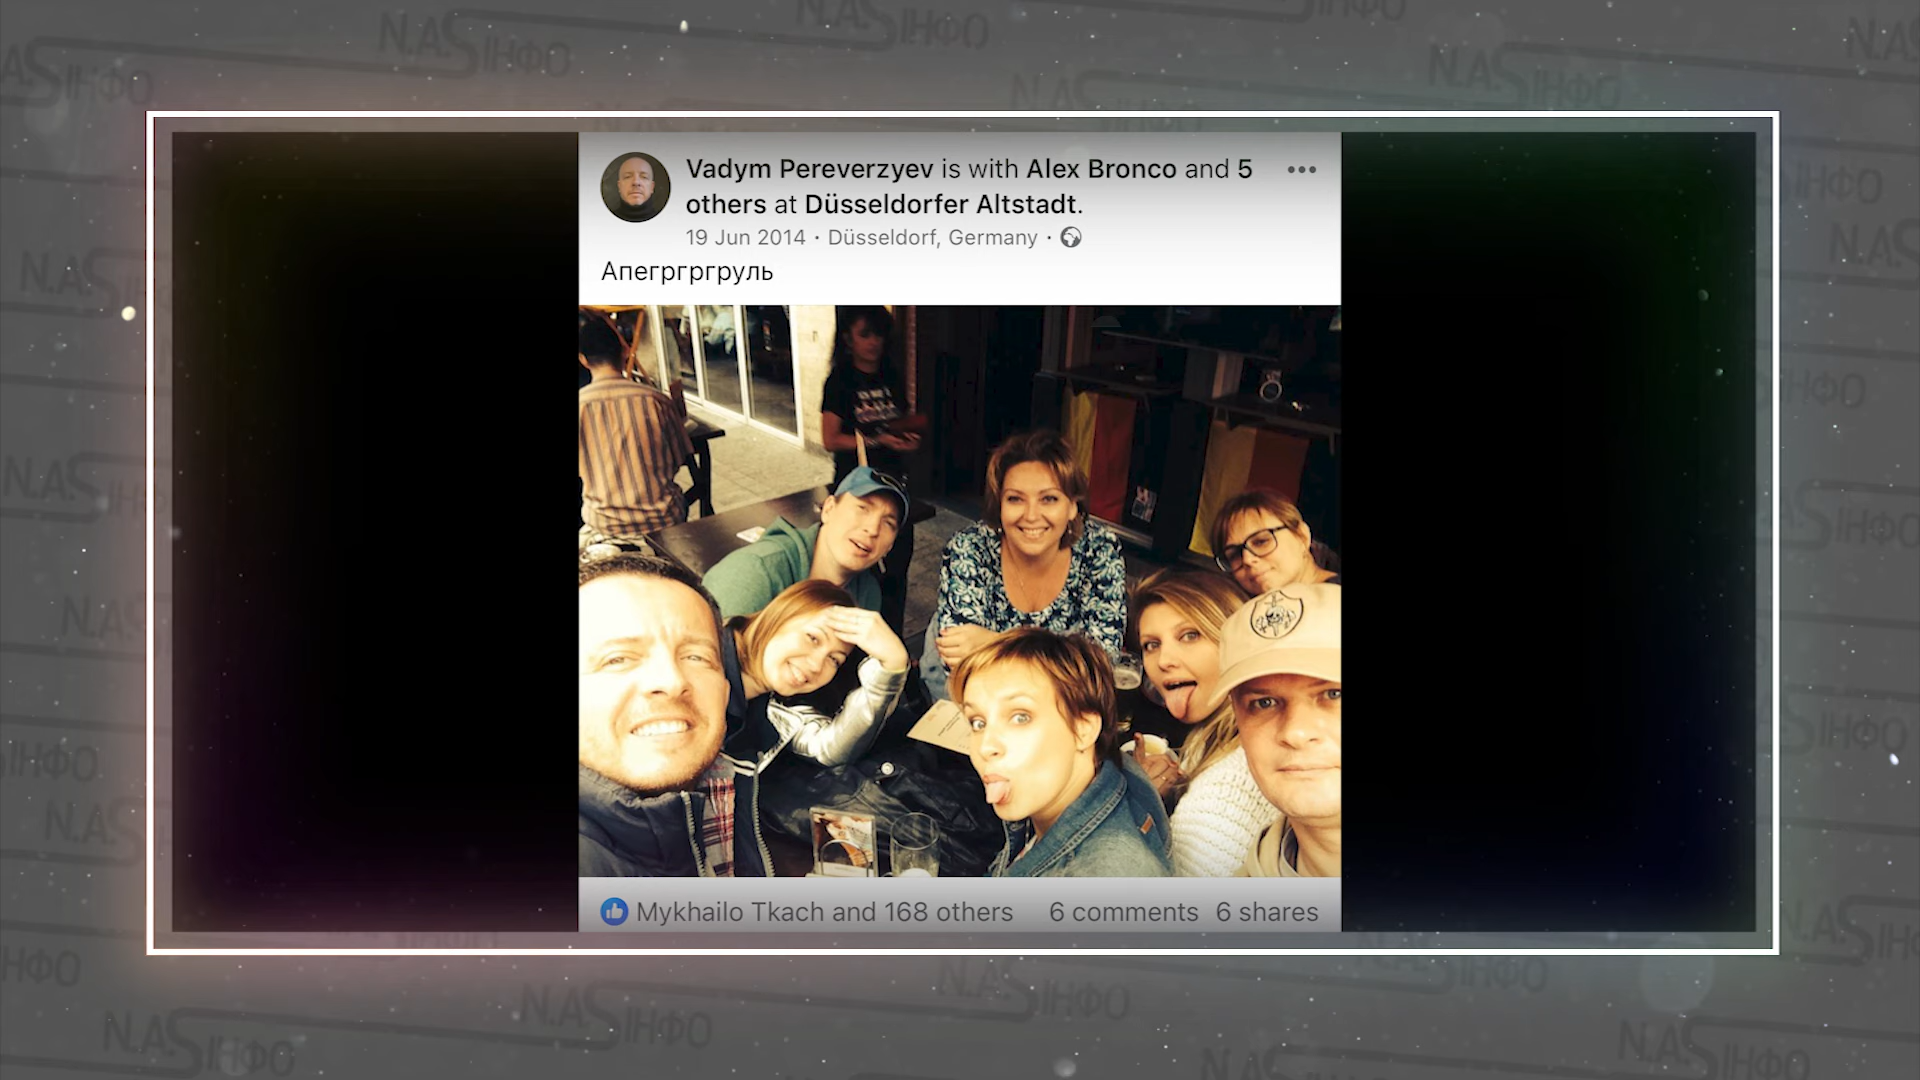 Vadym Pereverzyev is with Alex Bronco and 5
others at Düsseldorfer Altstadt.
19 Jun 2014 · Düsseldorf, Germany ·
Апегргргруль
Mykhailo Tkach and 168 others 6 comments 6 shares
N.A.S ІНФО